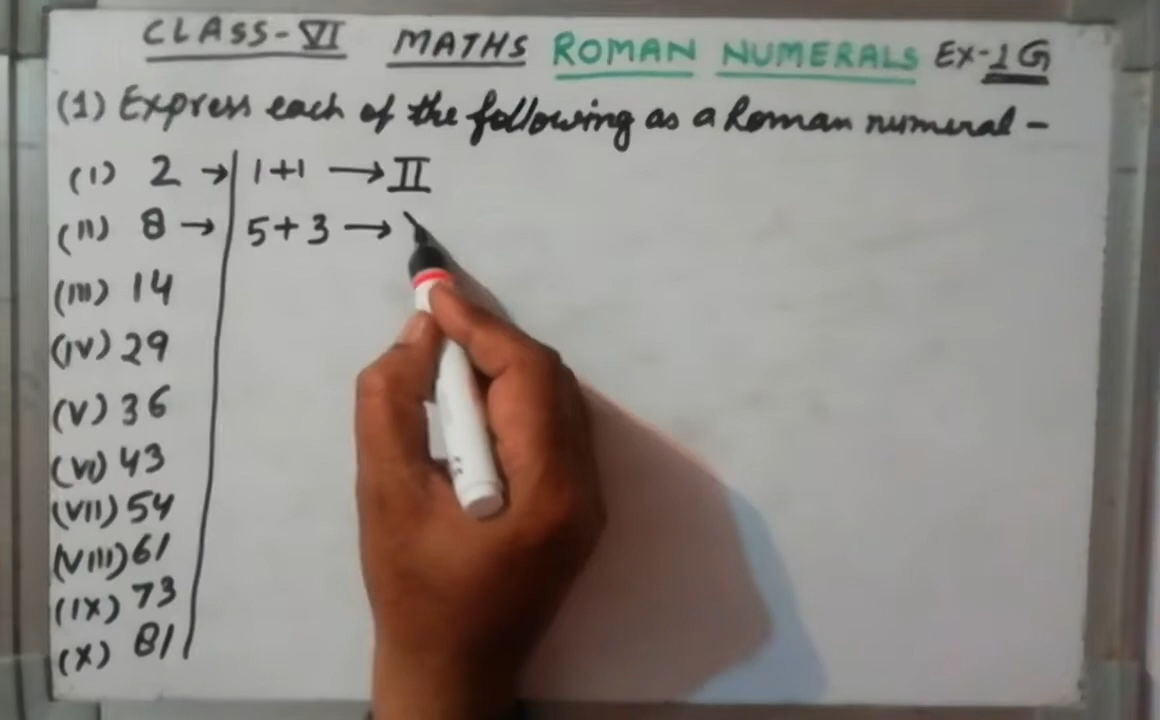 CLASS-VI MATHS ROMAN NUMERALS EX-1G
(1) Express each of the following as a Roman numeral -
(I) 2 → 1+1 → II
(II) 8 → 5+3 →
(III) 14
(IV) 29
(V) 36
(VI) 43
(VII) 54
(VIII) 61
(IX) 73
(X) 81